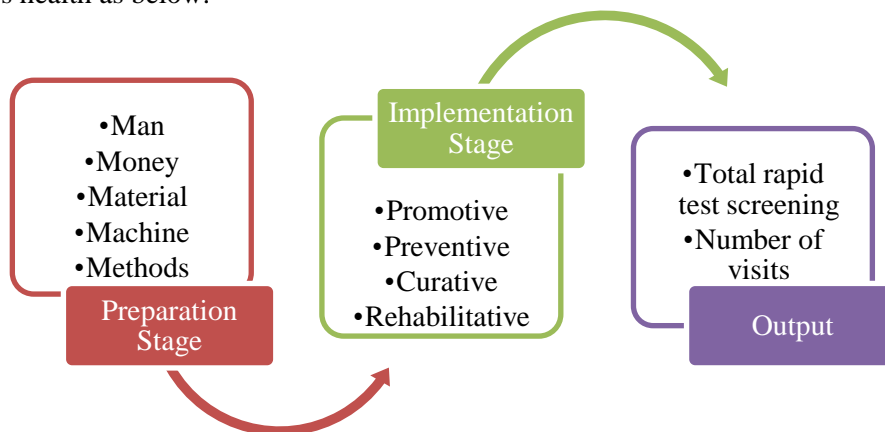 s health as below:
•Man
•Money
•Material
•Machine
•Methods
Preparation
Stage
Implementation
Stage
•Promotive
•Preventive
•Curative
•Rehabilitative
•Total rapid
test screening
•Number of
visits
Output